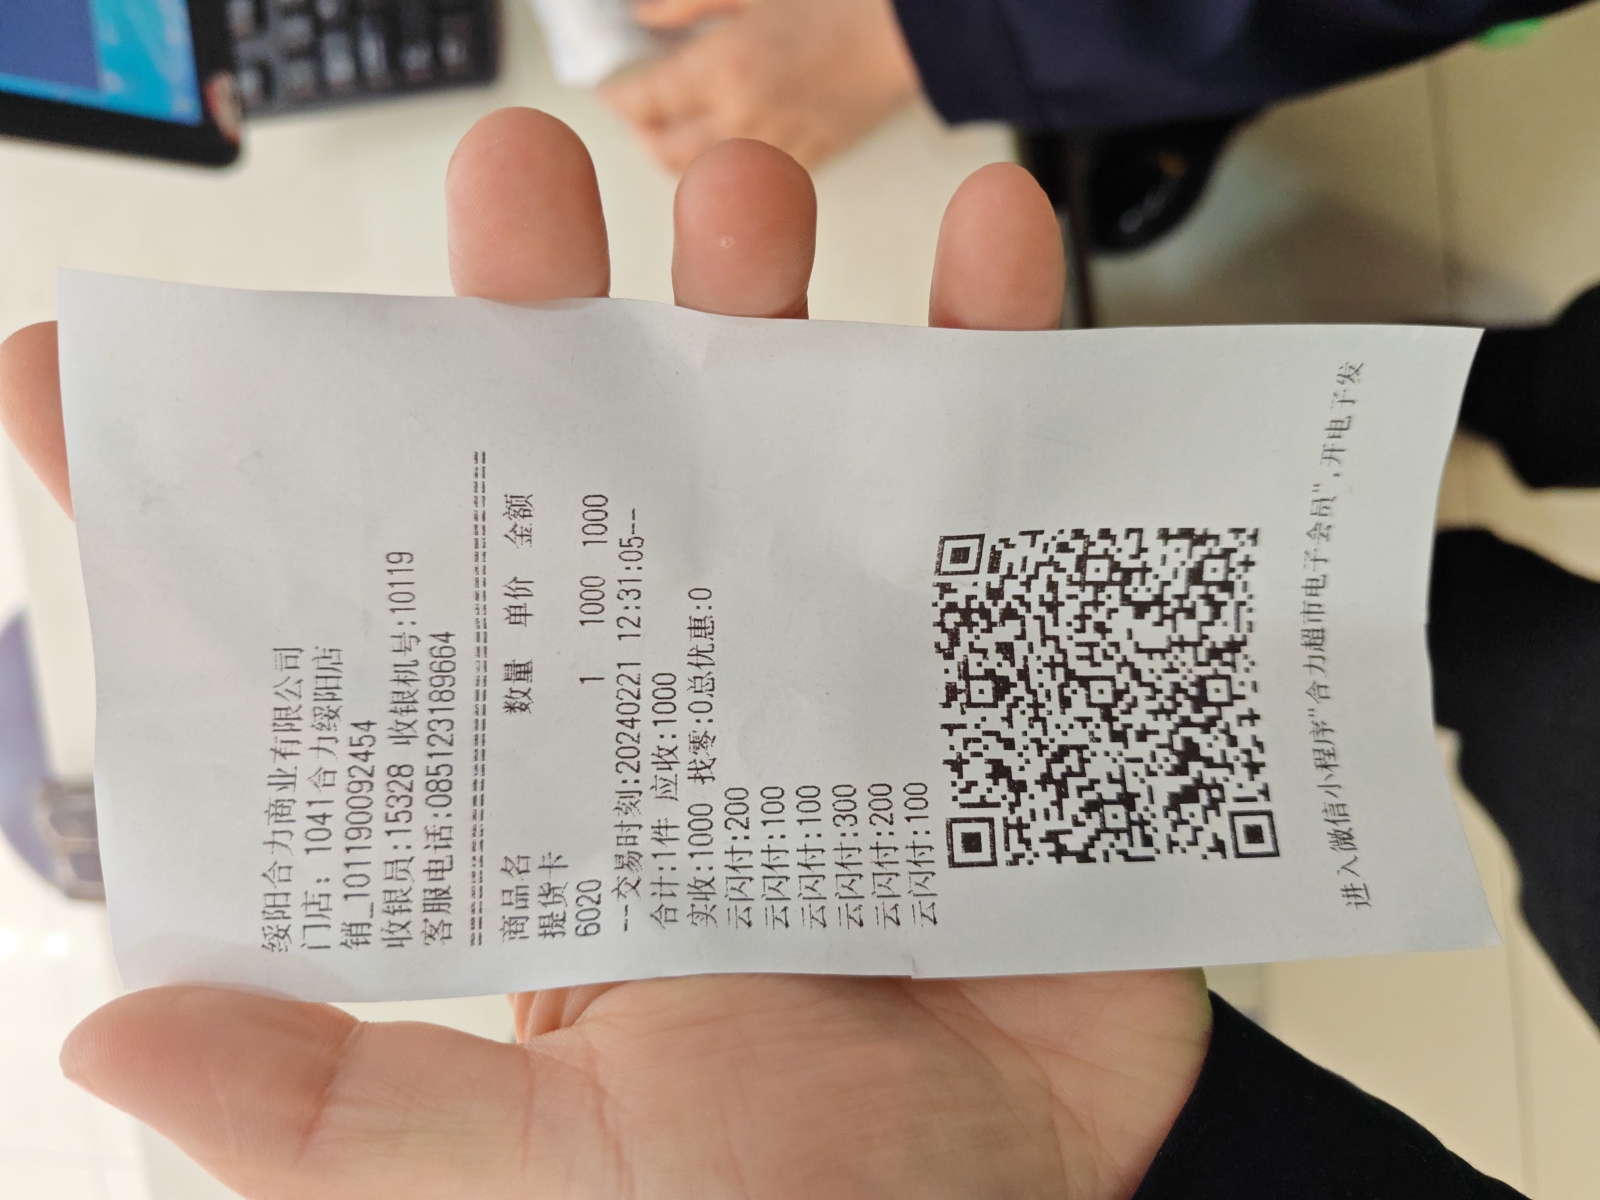 绥阳合力商业有限公司
门店: 1041合力绥阳店
销_1011900092454
收银员:15328 收银机号:10119
客服电话:085123189664
商品名 数量 单价 金额
提货卡
6020 1 1000 1000
--交易时刻:20240221 12:31:05--
合计:1件 应收:1000
实收:1000 找零:0总优惠:0
云闪付:200
云闪付:100
云闪付:100
云闪付:300
云闪付:200
云闪付:100
进入微信小程序"合力超市电子会员",开电子发